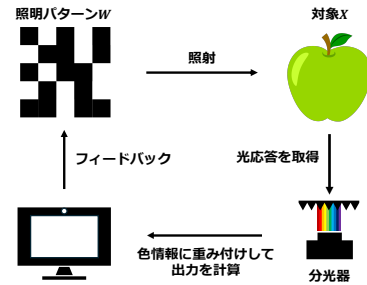 照明パターンW
対象X
照射
フィードバック
光応答を取得
色情報に重み付けして
出力を計算
分光器